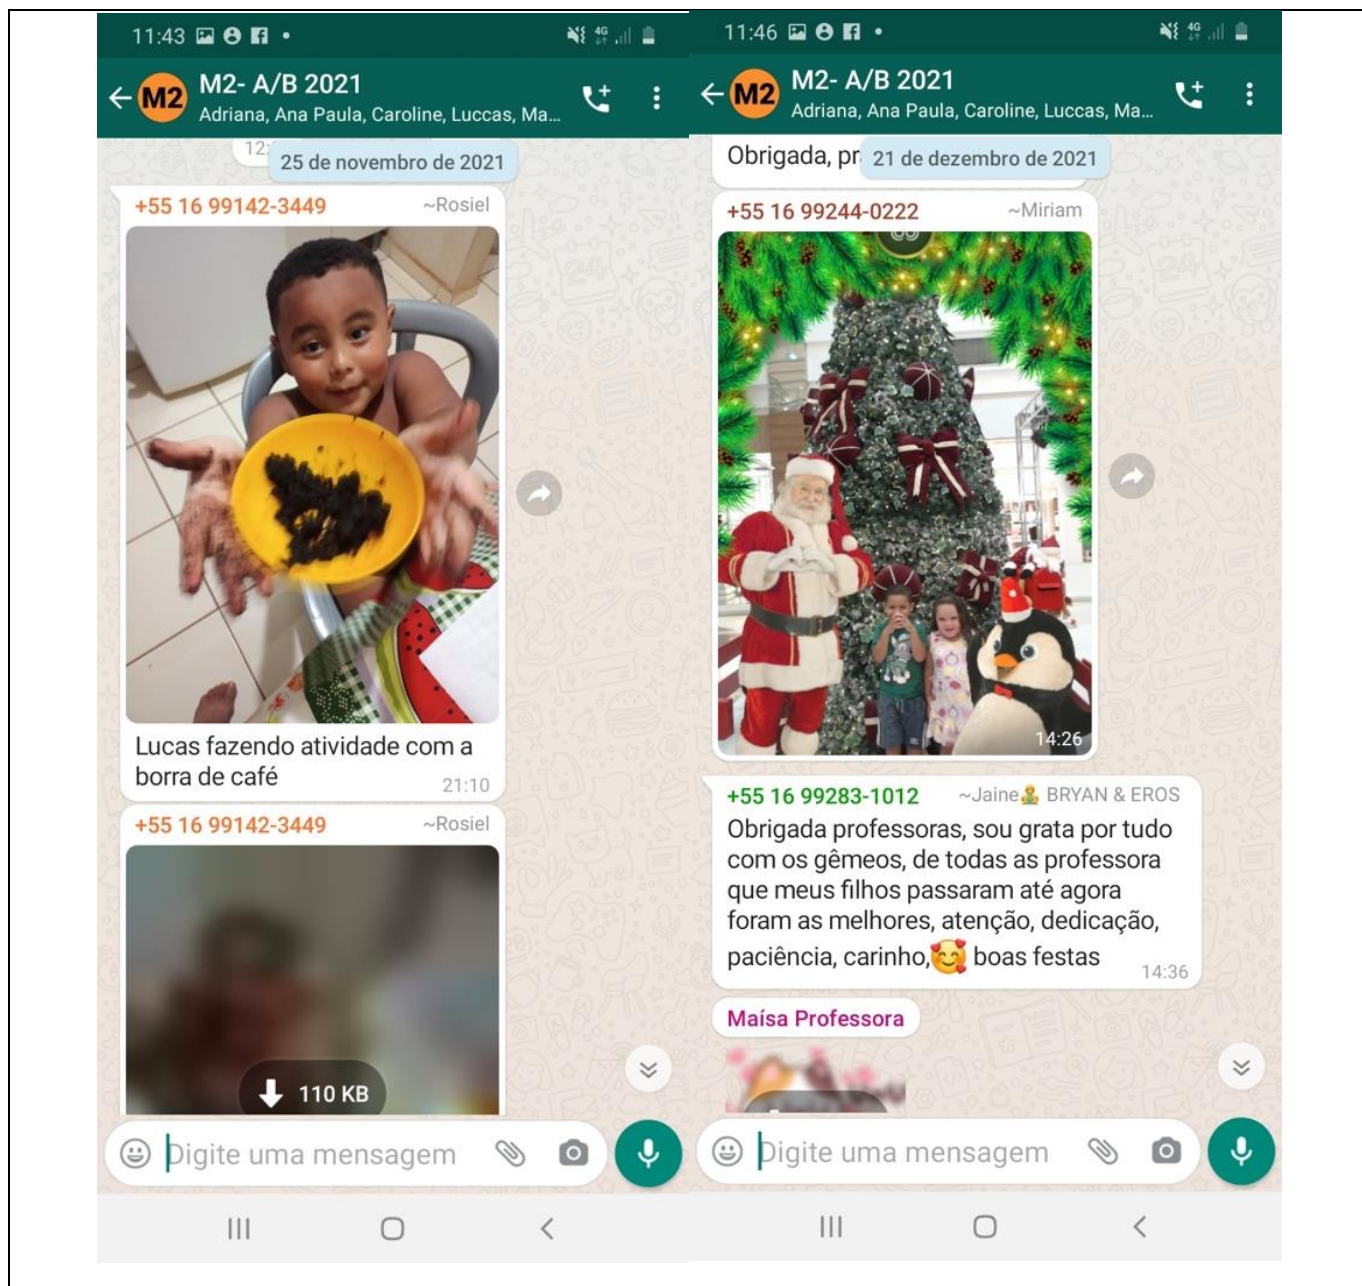 11:43
4G
M2
M2- A/B 2021
Adriana, Ana Paula, Caroline, Luccas, Ma...
25 de novembro de 2021
+55 16 99142-3449 ~Rosiel
Lucas fazendo atividade com a
borra de café
21:10
+55 16 99142-3449 ~Rosiel
110 KB
Digite uma mensagem
11:46
4G
M2
M2- A/B 2021
Adriana, Ana Paula, Caroline, Luccas, Ma...
Obrigada, pr
21 de dezembro de 2021
+55 16 99244-0222 ~Miriam
14:26
+55 16 99283-1012 ~Jaine BRYAN & EROS
Obrigada professoras, sou grata por tudo
com os gêmeos, de todas as professora
que meus filhos passaram até agora
foram as melhores, atenção, dedicação,
paciência, carinho,🥰 boas festas
14:36
Maísa Professora
Digite uma mensagem